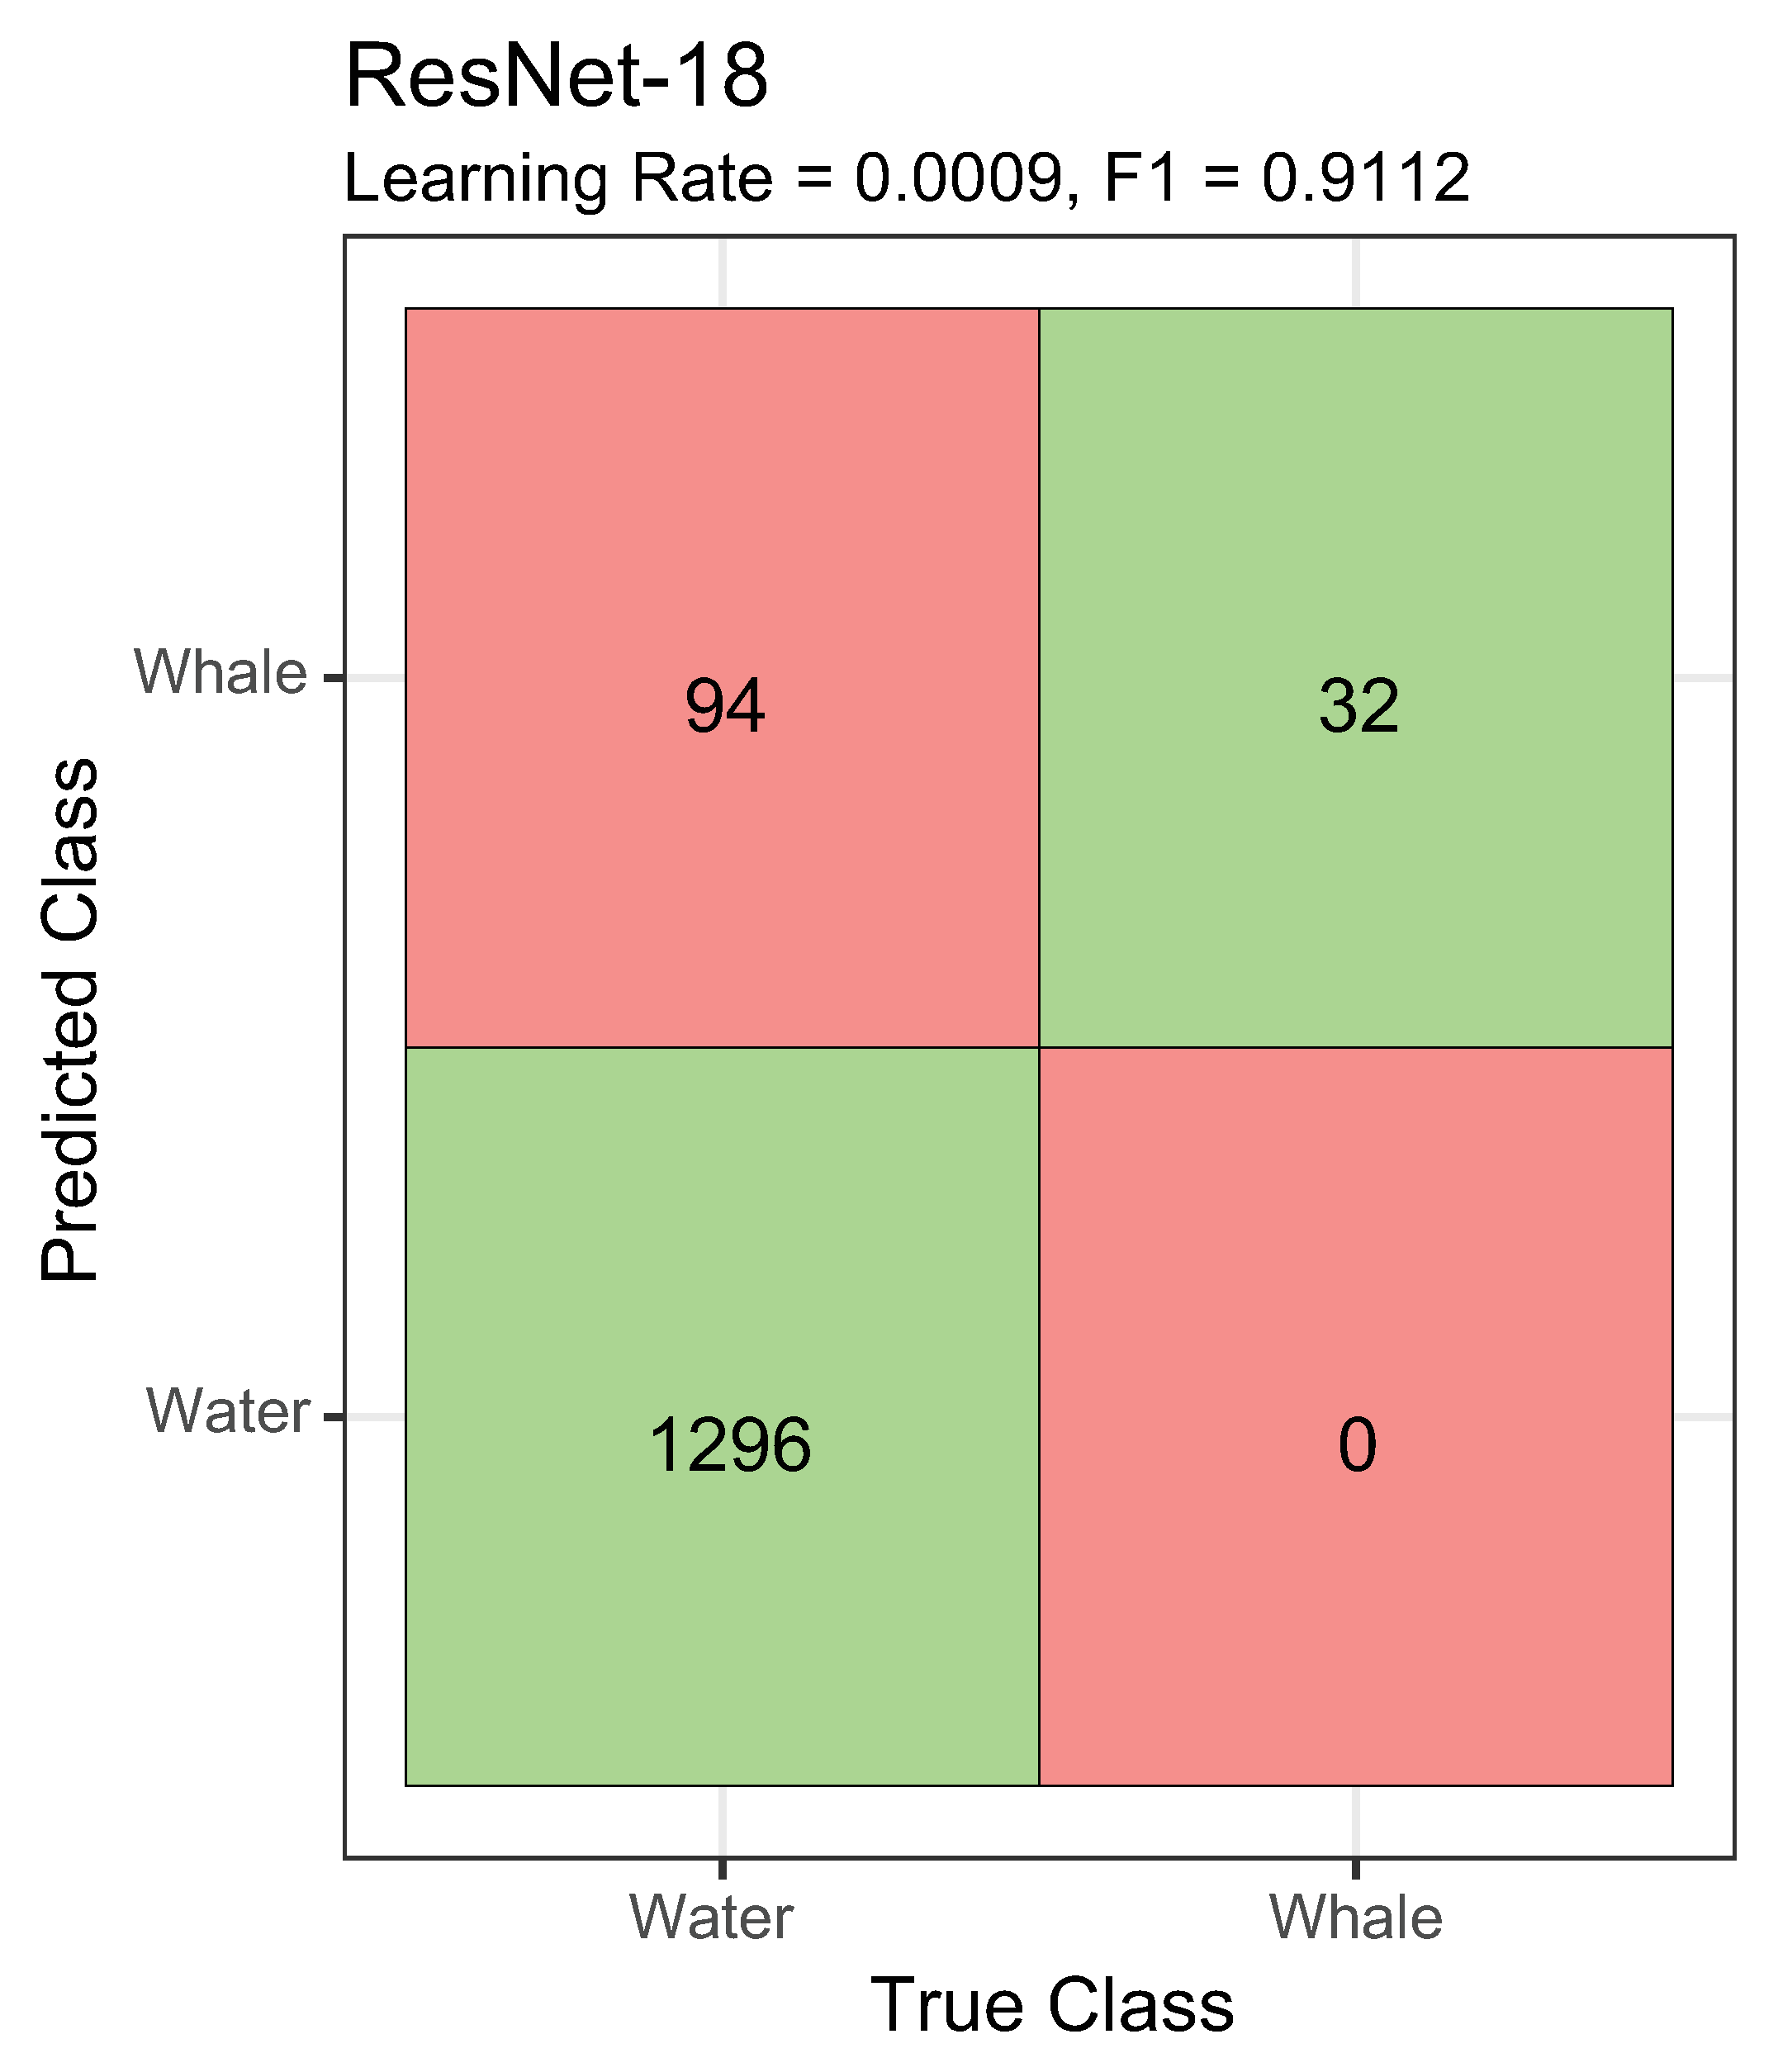 ResNet-18
Learning Rate = 0.0009, F1 = 0.9112
Predicted Class
Whale
94
32
Water
1296
0
Water
Whale
True Class